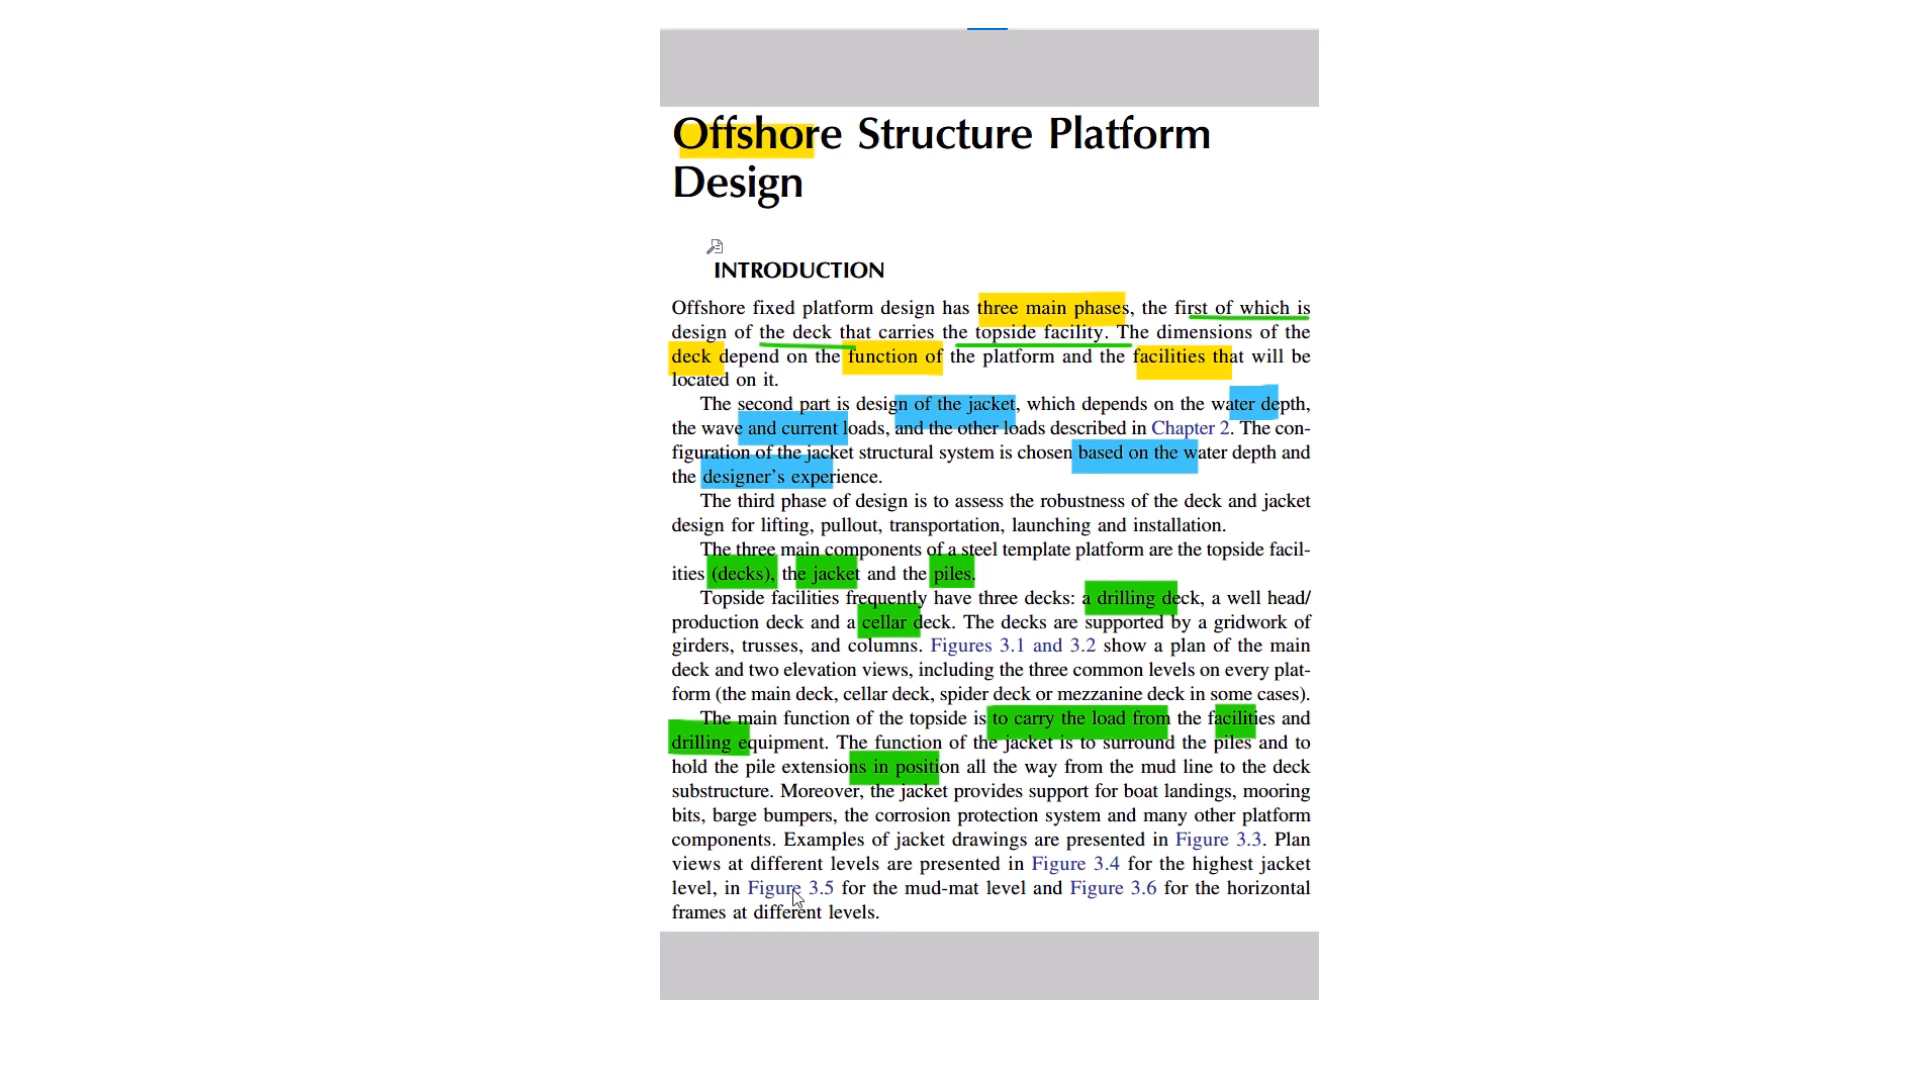 Offshore Structure Platform
Design
INTRODUCTION
Offshore fixed platform design has three main phases, the first of which is
design of the deck that carries the topside facility. The dimensions of the
deck depend on the function of the platform and the facilities that will be
located on it.
The second part is design of the jacket, which depends on the water depth,
the wave and current loads, and the other loads described in Chapter 2. The con-
figuration of the jacket structural system is chosen based on the water depth and
the designer's experience.
The third phase of design is to assess the robustness of the deck and jacket
design for lifting, pullout, transportation, launching and installation.
The three main components of a steel template platform are the topside facil-
ities (decks), the jacket and the piles.
Topside facilities frequently have three decks: a drilling deck, a well head/
production deck and a cellar deck. The decks are supported by a gridwork of
girders, trusses, and columns. Figures 3.1 and 3.2 show a plan of the main
deck and two elevation views, including the three common levels on every plat-
form (the main deck, cellar deck, spider deck or mezzanine deck in some cases).
The main function of the topside is to carry the load from the facilities and
drilling equipment. The function of the jacket is to surround the piles and to
hold the pile extensions in position all the way from the mud line to the deck
substructure. Moreover, the jacket provides support for boat landings, mooring
bits, barge bumpers, the corrosion protection system and many other platform
components. Examples of jacket drawings are presented in Figure 3.3. Plan
views at different levels are presented in Figure 3.4 for the highest jacket
level, in Figure 3.5 for the mud-mat level and Figure 3.6 for the horizontal
frames at different levels.